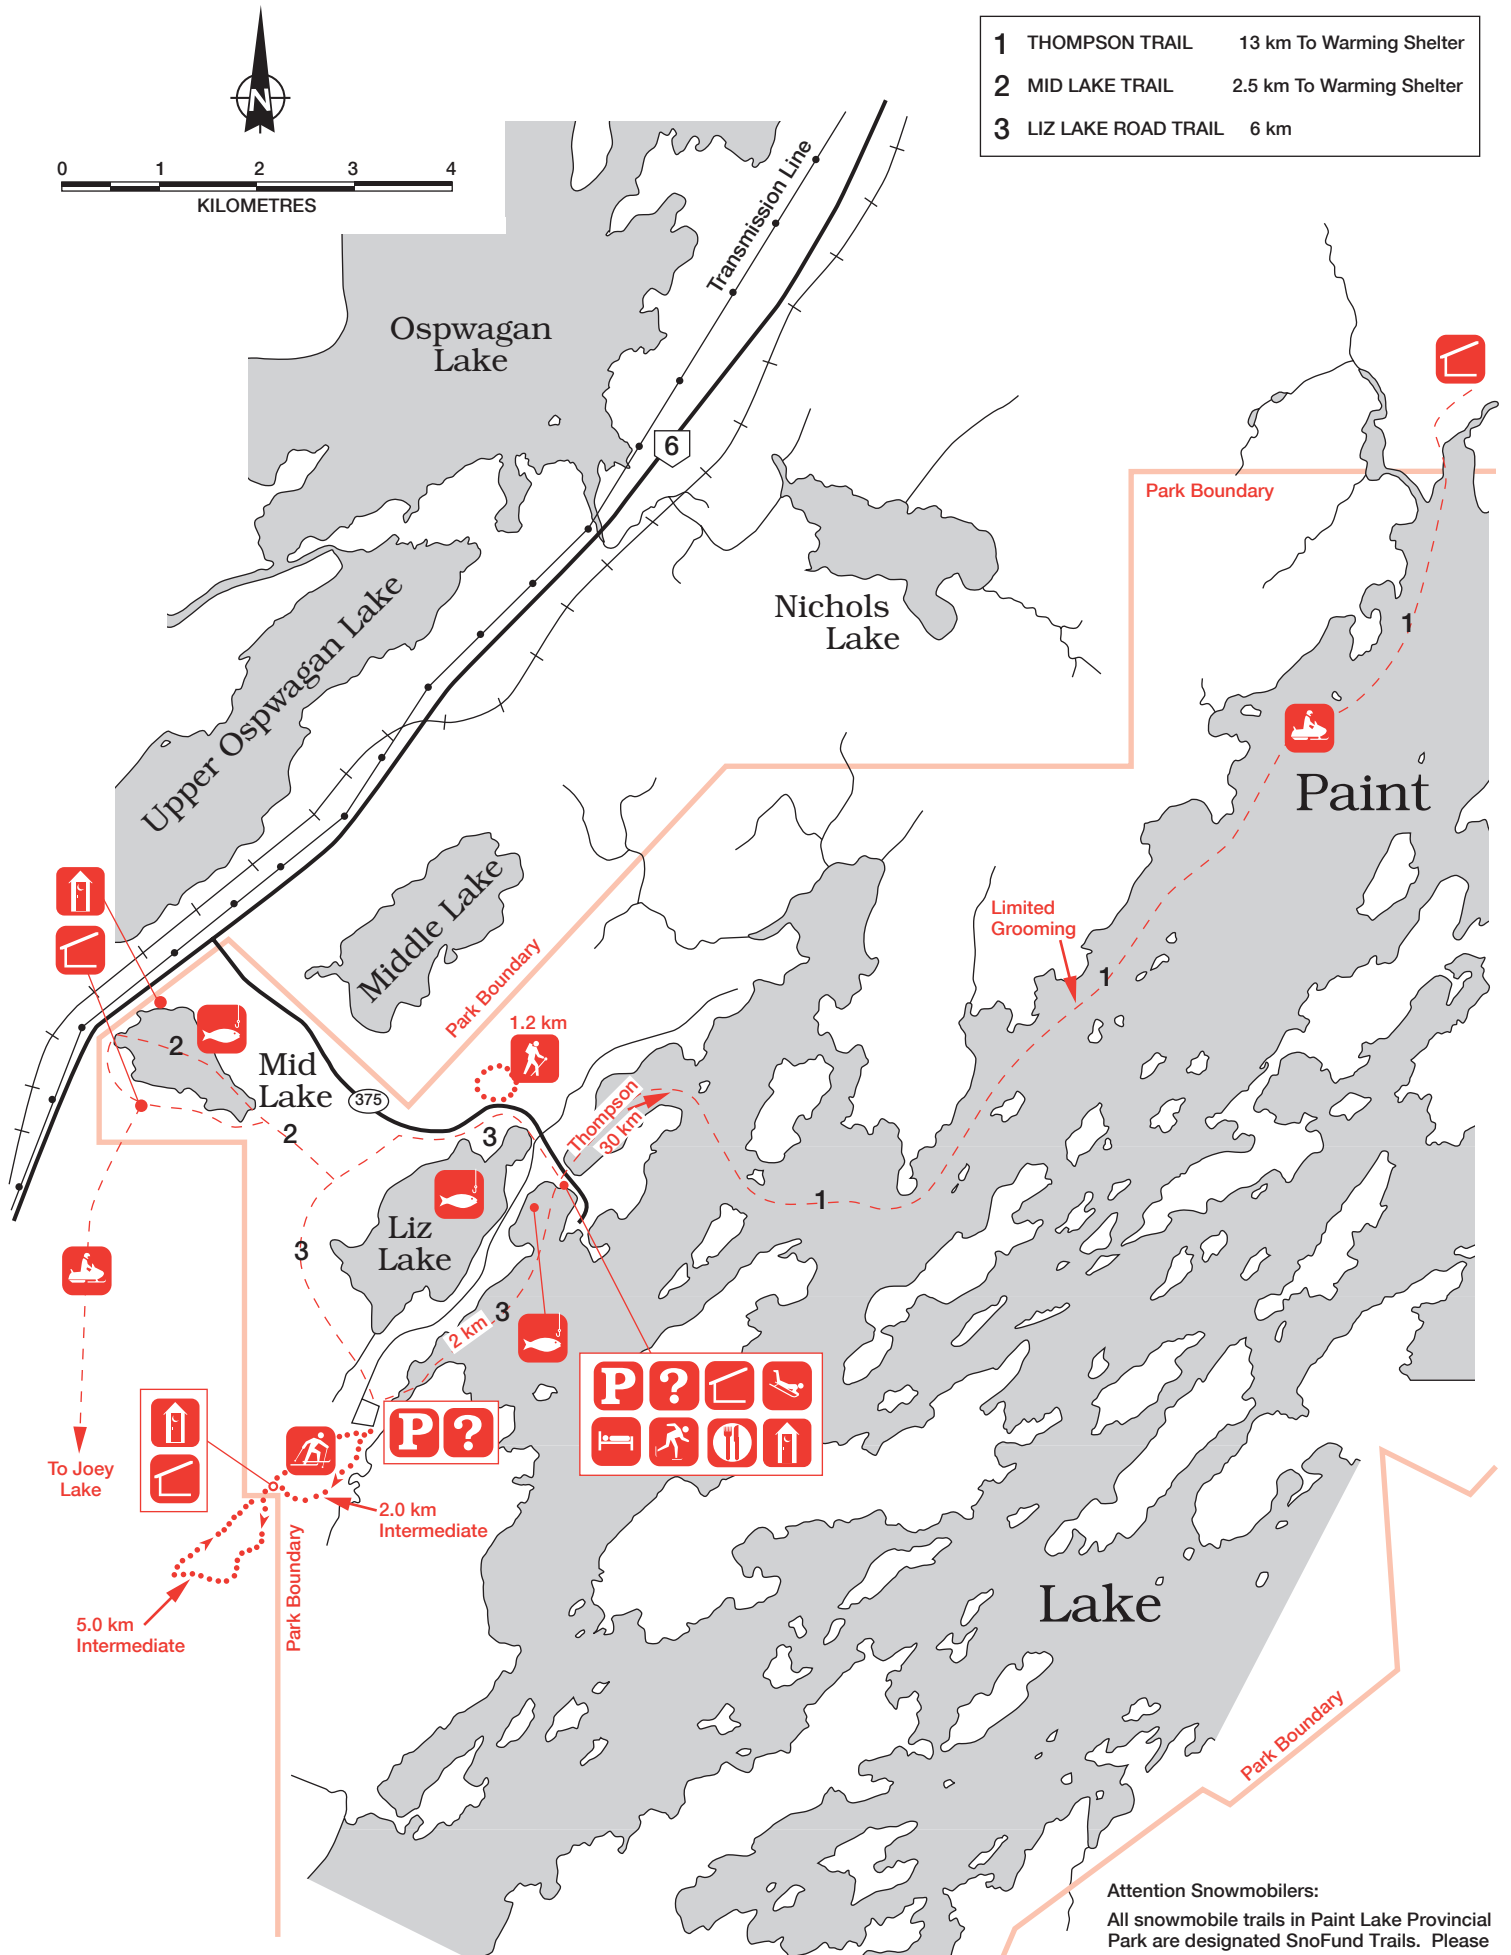 N
0 1 2 3 4
KILOMETRES
1 THOMPSON TRAIL 13 km To Warming Shelter
2 MID LAKE TRAIL 2.5 km To Warming Shelter
3 LIZ LAKE ROAD TRAIL 6 km
Transmission Line
Ospwagan
Lake
6
Park Boundary
Nichols
Lake
1
Upper Ospwagan Lake
Paint
Middle Lake
Limited
Grooming
1
Park Boundary
1.2 km
2
Mid
Lake
375
2
3
Thompson
30 km
1
Liz
Lake
3
3
2 km
P ?
P ?
To Joey
Lake
2.0 km
Intermediate
Park Boundary
5.0 km
Intermediate
Lake
Park Boundary
Attention Snowmobilers:
All snowmobile trails in Paint Lake Provincial
Park are designated SnoFund Trails. Please